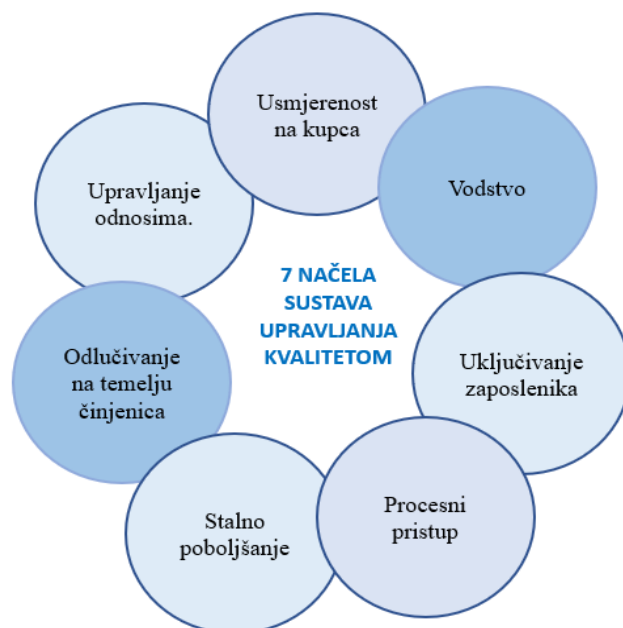 Usmjerenost
na kupca
Vodstvo
Uključivanje
zaposlenika
Procesni
pristup
Stalno
poboljšanje
Odlučivanje
na temelju
činjenica
Upravljanje
odnosima.
7 NAČELA
SUSTAVA
UPRAVLJANJA
KVALITETOM